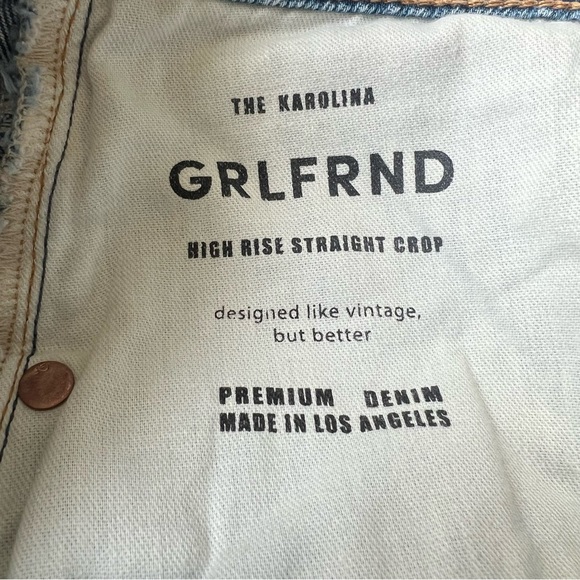 THE KAROLINA
GRLFRND
HIGH RISE STRAIGHT CROP
designed like vintage,
but better
PREMIUM DENIM
MADE IN LOS ANGELES